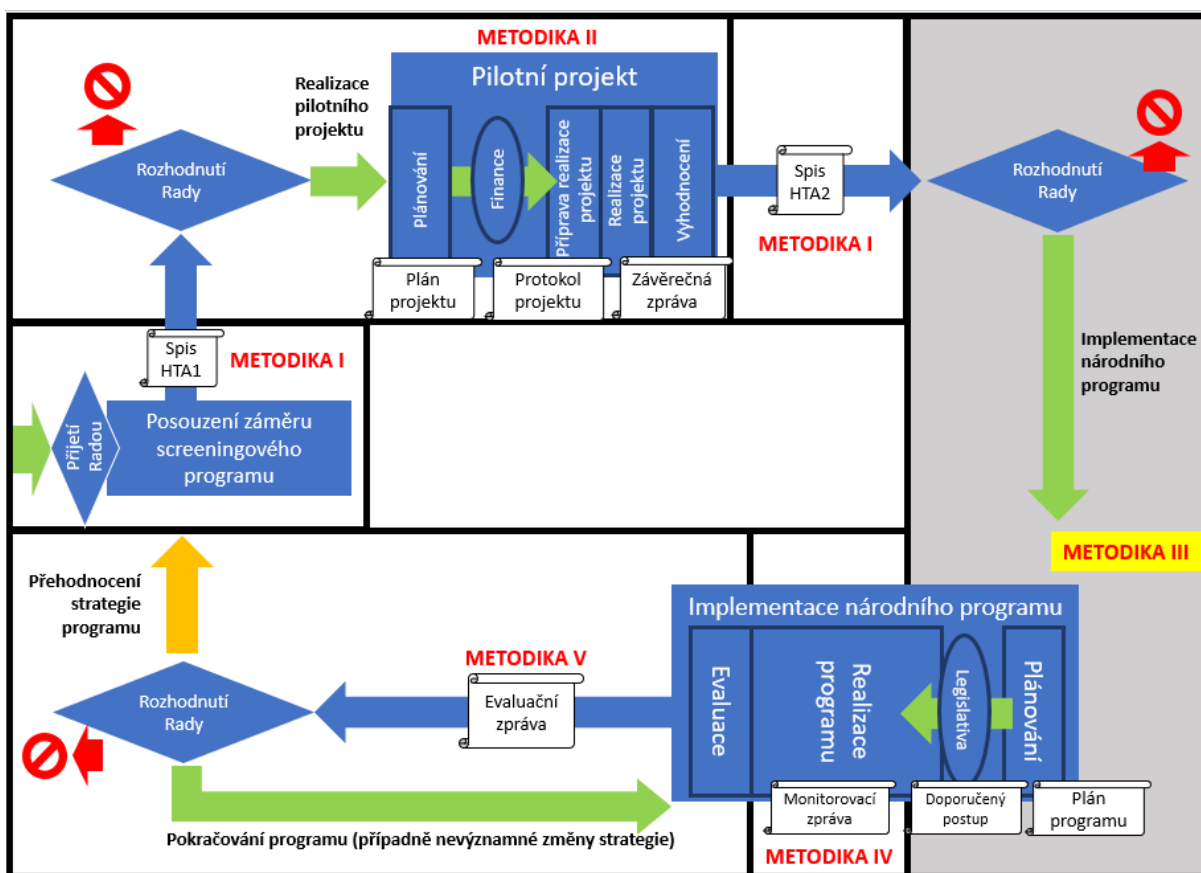 METODIKA II
Pilotní projekt
Realizace
pilotního
projektu
Rozhodnutí
Rady
Plánování
Finance
Příprava realizace
projektu
Realizace
projektu
Vyhodnocení
Plán
projektu
Protokol
projektu
Závěrečná
zpráva
Spis
HTA2
METODIKA I
Rozhodnutí
Rady
Implementace
národního
programu
METODIKA III
Spis
HTA1
METODIKA I
Přijetí
Radou
Posouzení záměru
screeningového
programu
Přehodnocení
strategie
programu
Rozhodnutí
Rady
METODIKA V
Evaluační
zpráva
Implementace národního programu
Evaluace
Realizace
programu
Legislativa
Plánování
Monitorovací
zpráva
Doporučený
postup
Plán
programu
Pokračování programu (případně nevýznamné změny strategie)
METODIKA IV